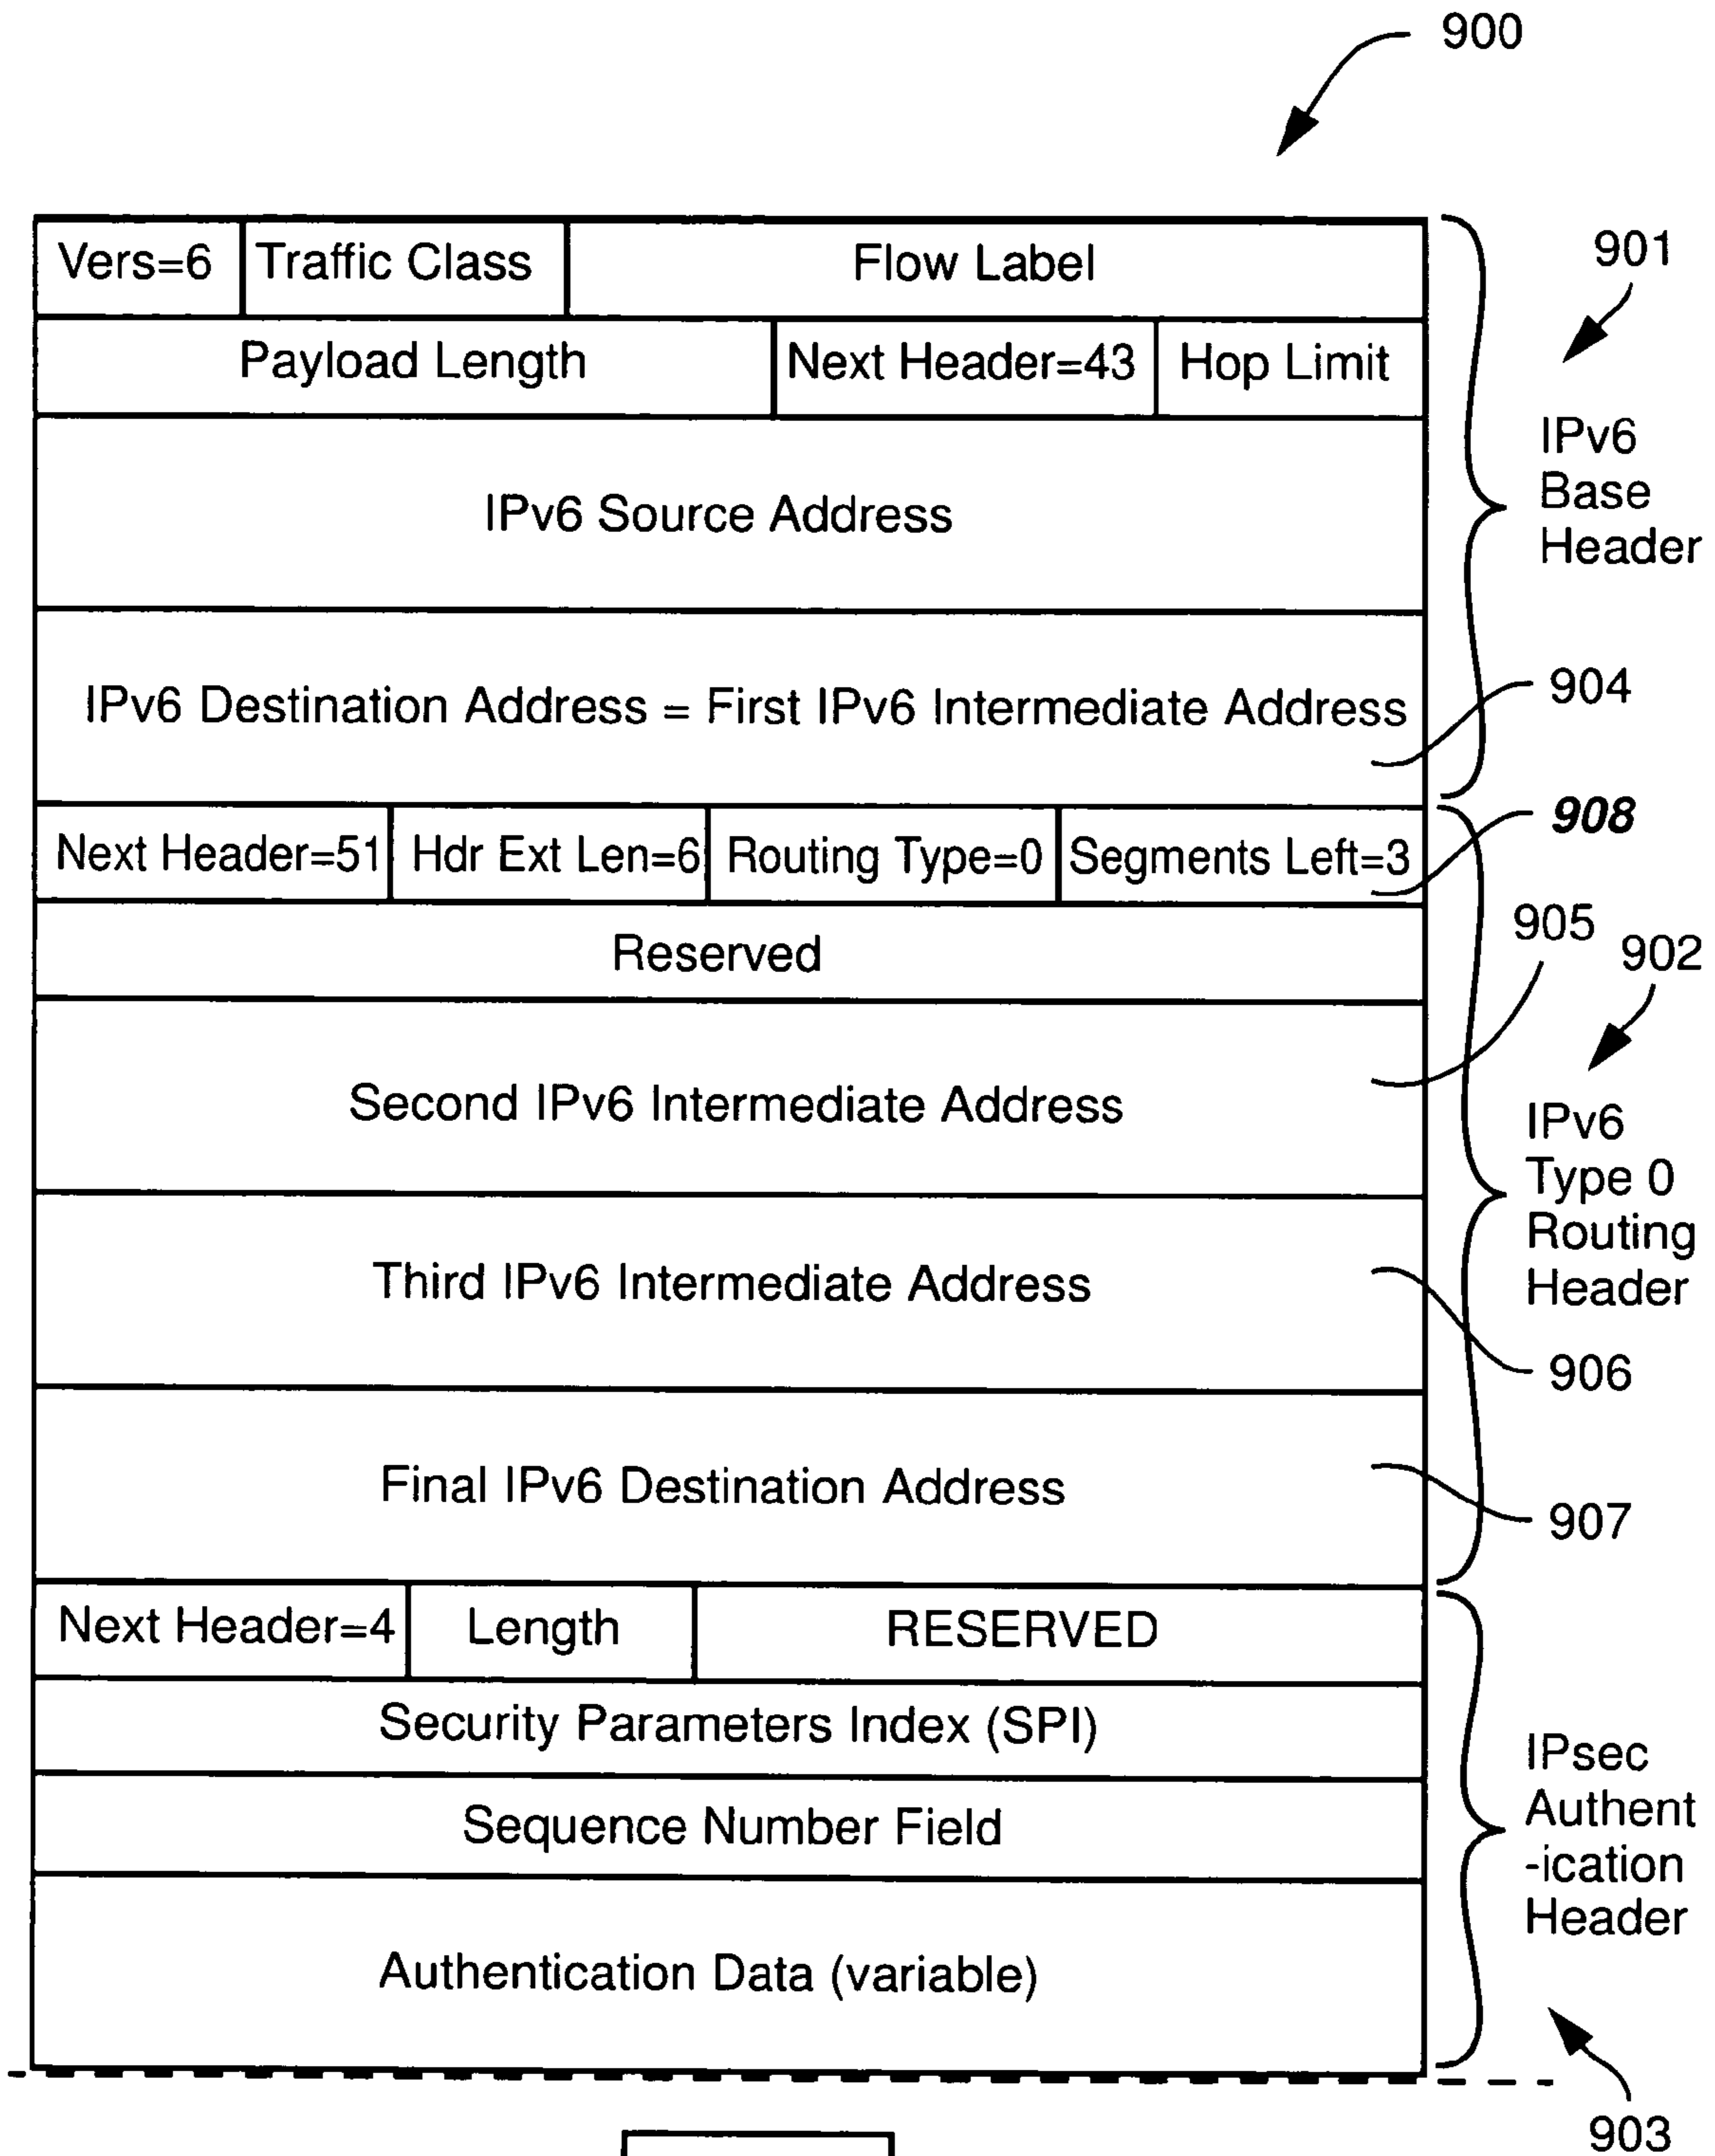 900
Vers=6 Traffic Class Flow Label
901
Payload Length Next Header=43 Hop Limit
IPv6
Base
Header
IPv6 Source Address
IPv6 Destination Address = First IPv6 Intermediate Address
904
Next Header=51 Hdr Ext Len=6 Routing Type=0 Segments Left=3
908
Reserved
905
902
Second IPv6 Intermediate Address
IPv6
Type 0
Routing
Header
Third IPv6 Intermediate Address
906
Final IPv6 Destination Address
907
Next Header=4 Length RESERVED
Security Parameters Index (SPI)
Sequence Number Field
IPsec
Authent
-ication
Header
Authentication Data (variable)
903